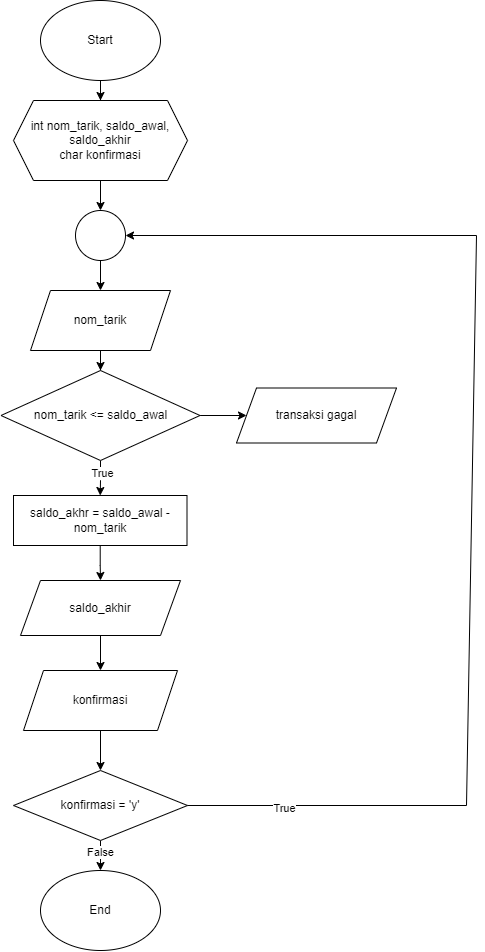 Start
int nom_tarik, saldo_awal,
saldo_akhir
char konfirmasi
nom_tarik
nom_tarik <= saldo_awal
transaksi gagal
True
saldo_akhr = saldo_awal -
nom_tarik
saldo_akhir
konfirmasi
konfirmasi = 'y'
True
False
End